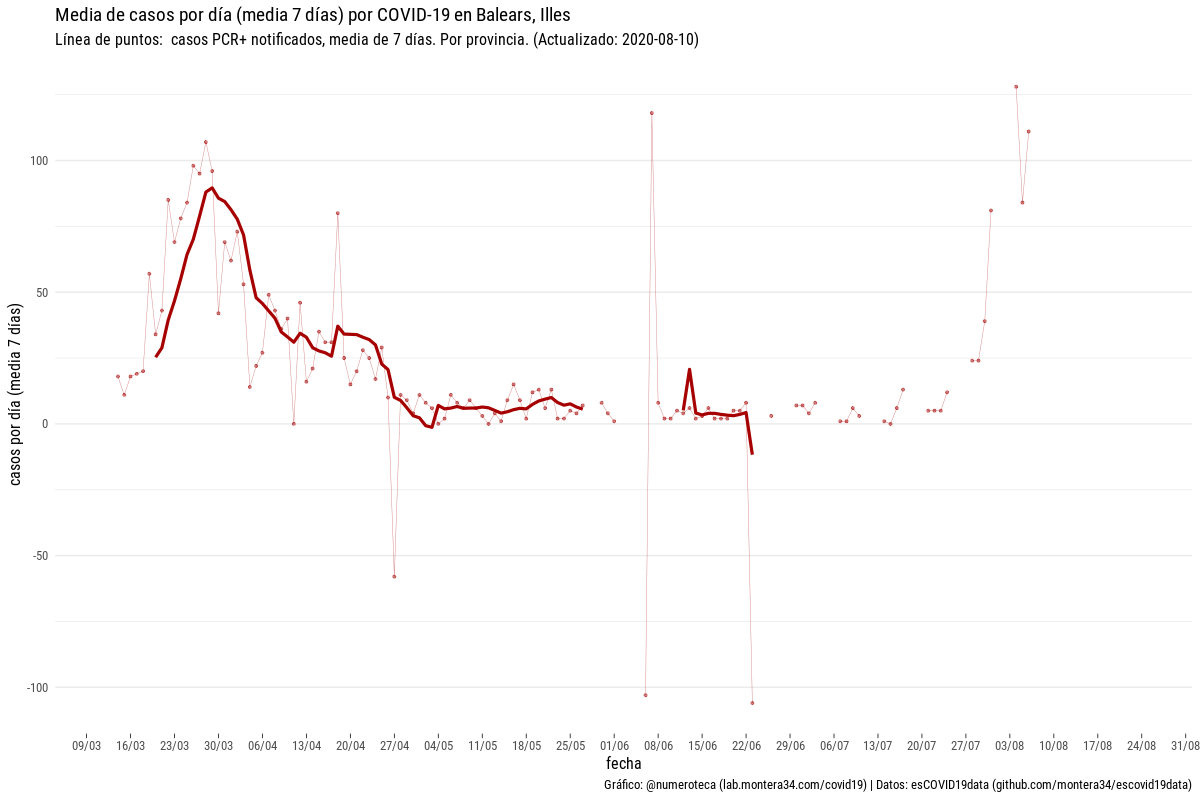 Media de casos por día (media 7 días) por COVID-19 en Balears, Illes
Línea de puntos:  casos PCR+ notificados, media de 7 días. Por provincia. (Actualizado: 2020-08-10)
casos por día (media 7 días)
100
50
0
-50
-100
09/03 16/03 23/03 30/03 06/04 13/04 20/04 27/04 04/05 11/05 18/05 25/05 01/06 08/06 15/06 22/06 29/06 06/07 13/07 20/07 27/07 03/08 10/08 17/08 24/08 31/08
fecha
Gráfico: @numeroteca (lab.montera34.com/covid19) | Datos: esCOVID19data (github.com/montera34/escovid19data)